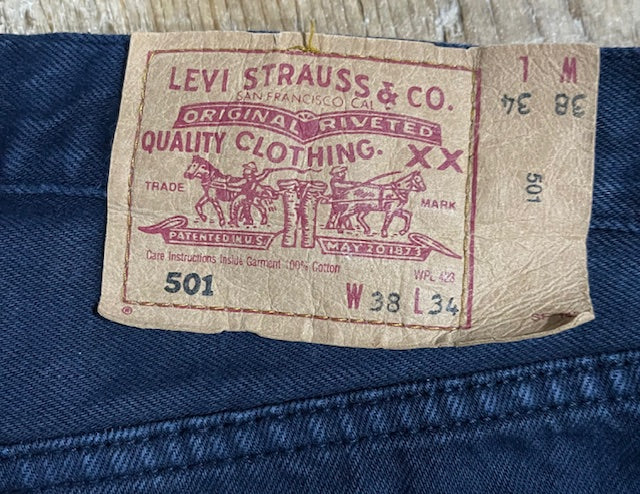 LEVI STRAUSS & CO.
SAN FRANCISCO CAL
ORIGINAL RIVETED
QUALITY CLOTHING. XX
TRADE MARK
PATENTED IN U.S. MAY 20 1873
Care Instructions Inside Garment 100% Cotton
WPL 423
501 W 38 L 34
®
W L
38 34
501